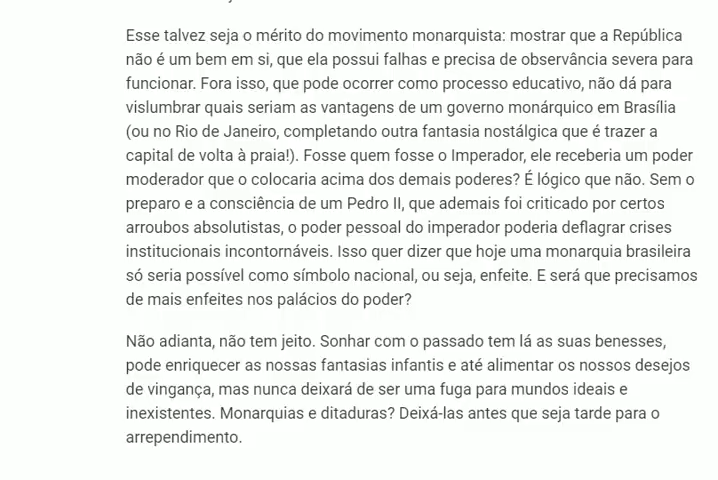 Esse talvez seja o mérito do movimento monarquista: mostrar que a República
não é um bem em si, que ela possui falhas e precisa de observância severa para
funcionar. Fora isso, que pode ocorrer como processo educativo, não dá para
vislumbrar quais seriam as vantagens de um governo monárquico em Brasília
(ou no Rio de Janeiro, completando outra fantasia nostálgica que é trazer a
capital de volta à praia!). Fosse quem fosse o Imperador, ele receberia um poder
moderador que o colocaria acima dos demais poderes? É lógico que não. Sem o
preparo e a consciência de um Pedro II, que ademais foi criticado por certos
arroubos absolutistas, o poder pessoal do imperador poderia deflagrar crises
institucionais incontornáveis. Isso quer dizer que hoje uma monarquia brasileira
só seria possível como símbolo nacional, ou seja, enfeite. E será que precisamos
de mais enfeites nos palácios do poder?
Não adianta, não tem jeito. Sonhar com o passado tem lá as suas benesses,
pode enriquecer as nossas fantasias infantis e até alimentar os nossos desejos
de vingança, mas nunca deixará de ser uma fuga para mundos ideais e
inexistentes. Monarquias e ditaduras? Deixá-las antes que seja tarde para o
arrependimento.